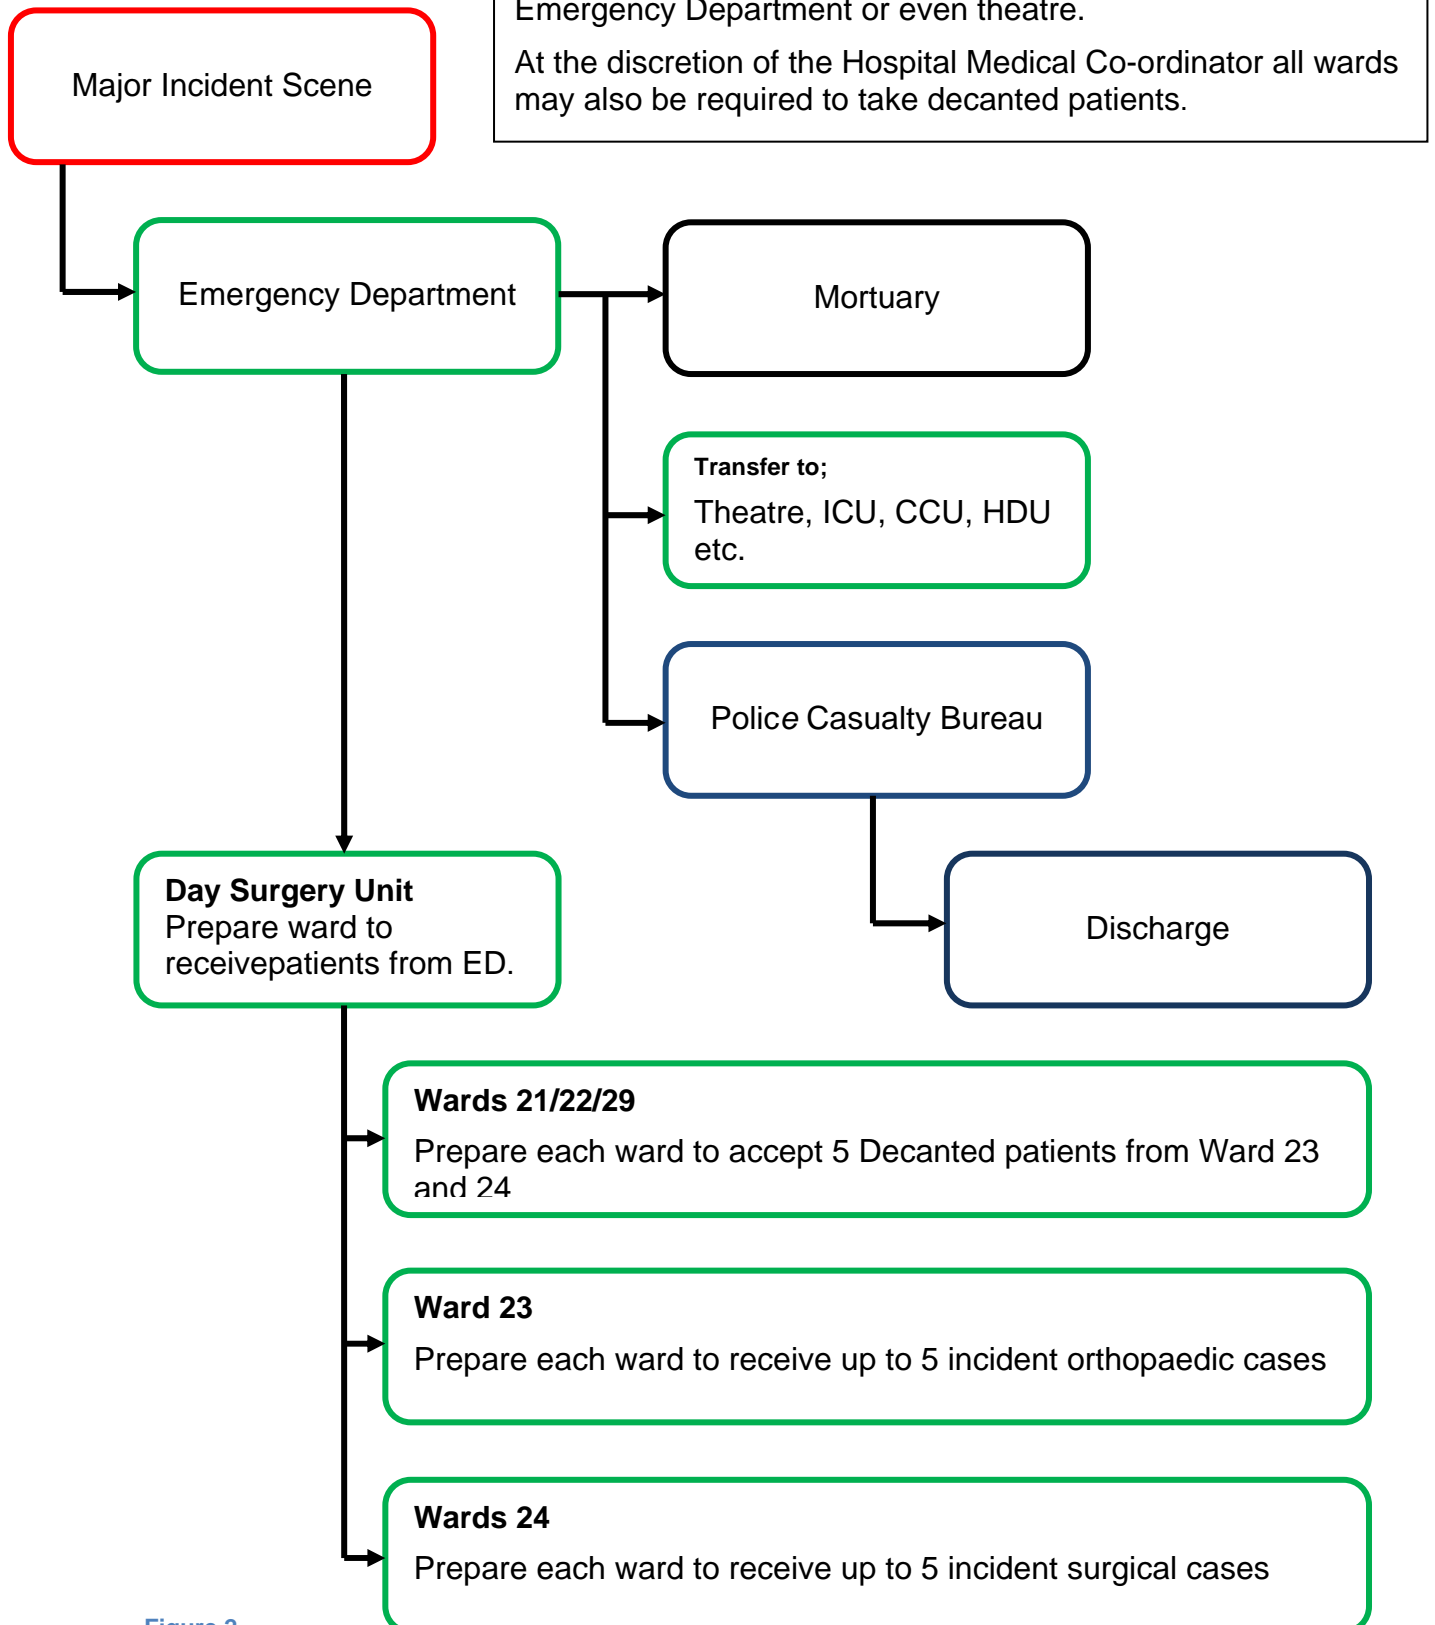 Emergency Department or even theatre.
At the discretion of the Hospital Medical Co-ordinator all wards
may also be required to take decanted patients.
Major Incident Scene
Emergency Department
Mortuary
Transfer to;
Theatre, ICU, CCU, HDU
etc.
Police Casualty Bureau
Day Surgery Unit
Prepare ward to
receivepatients from ED.
Discharge
Wards 21/22/29
Prepare each ward to accept 5 Decanted patients from Ward 23
and 24
Ward 23
Prepare each ward to receive up to 5 incident orthopaedic cases
Wards 24
Prepare each ward to receive up to 5 incident surgical cases
Figure 2